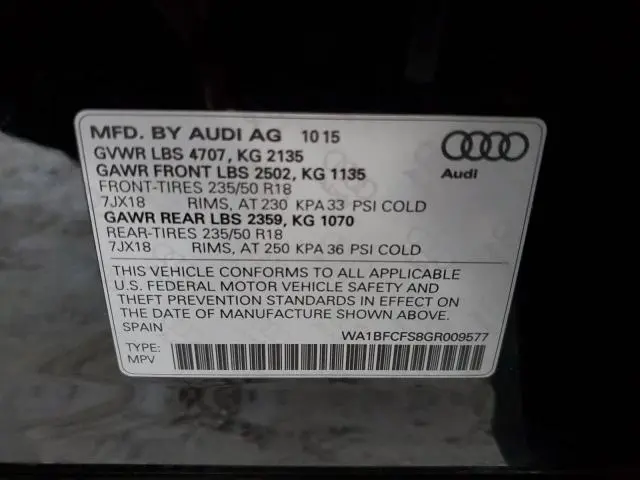 MFD. BY AUDI AG 10 15
GVWR LBS 4707, KG 2135
GAWR FRONT LBS 2502, KG 1135
FRONT-TIRES 235/50 R18
7JX18 RIMS, AT 230 KPA 33 PSI COLD
GAWR REAR LBS 2359, KG 1070
REAR-TIRES 235/50 R18
7JX18 RIMS, AT 250 KPA 36 PSI COLD
Audi
THIS VEHICLE CONFORMS TO ALL APPLICABLE
U.S. FEDERAL MOTOR VEHICLE SAFETY AND
THEFT PREVENTION STANDARDS IN EFFECT ON
THE DATE OF MANUFACTURE SHOWN ABOVE.
SPAIN WA1BFCFS8GR009577
TYPE:
MPV